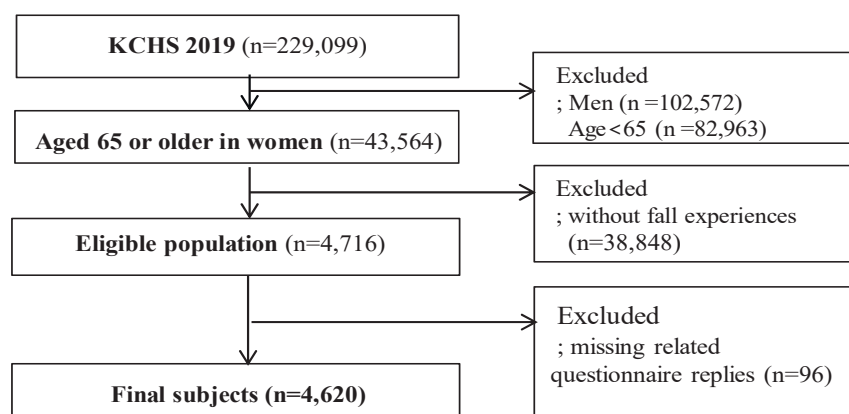 KCHS 2019 (n=229,099)
Excluded
; Men (n =102,572)
Age<65 (n =82,963)
Aged 65 or older in women (n=43,564)
Excluded
; without fall experiences
(n=38,848)
Eligible population (n=4,716)
Excluded
; missing related
questionnaire replies (n=96)
Final subjects (n=4,620)